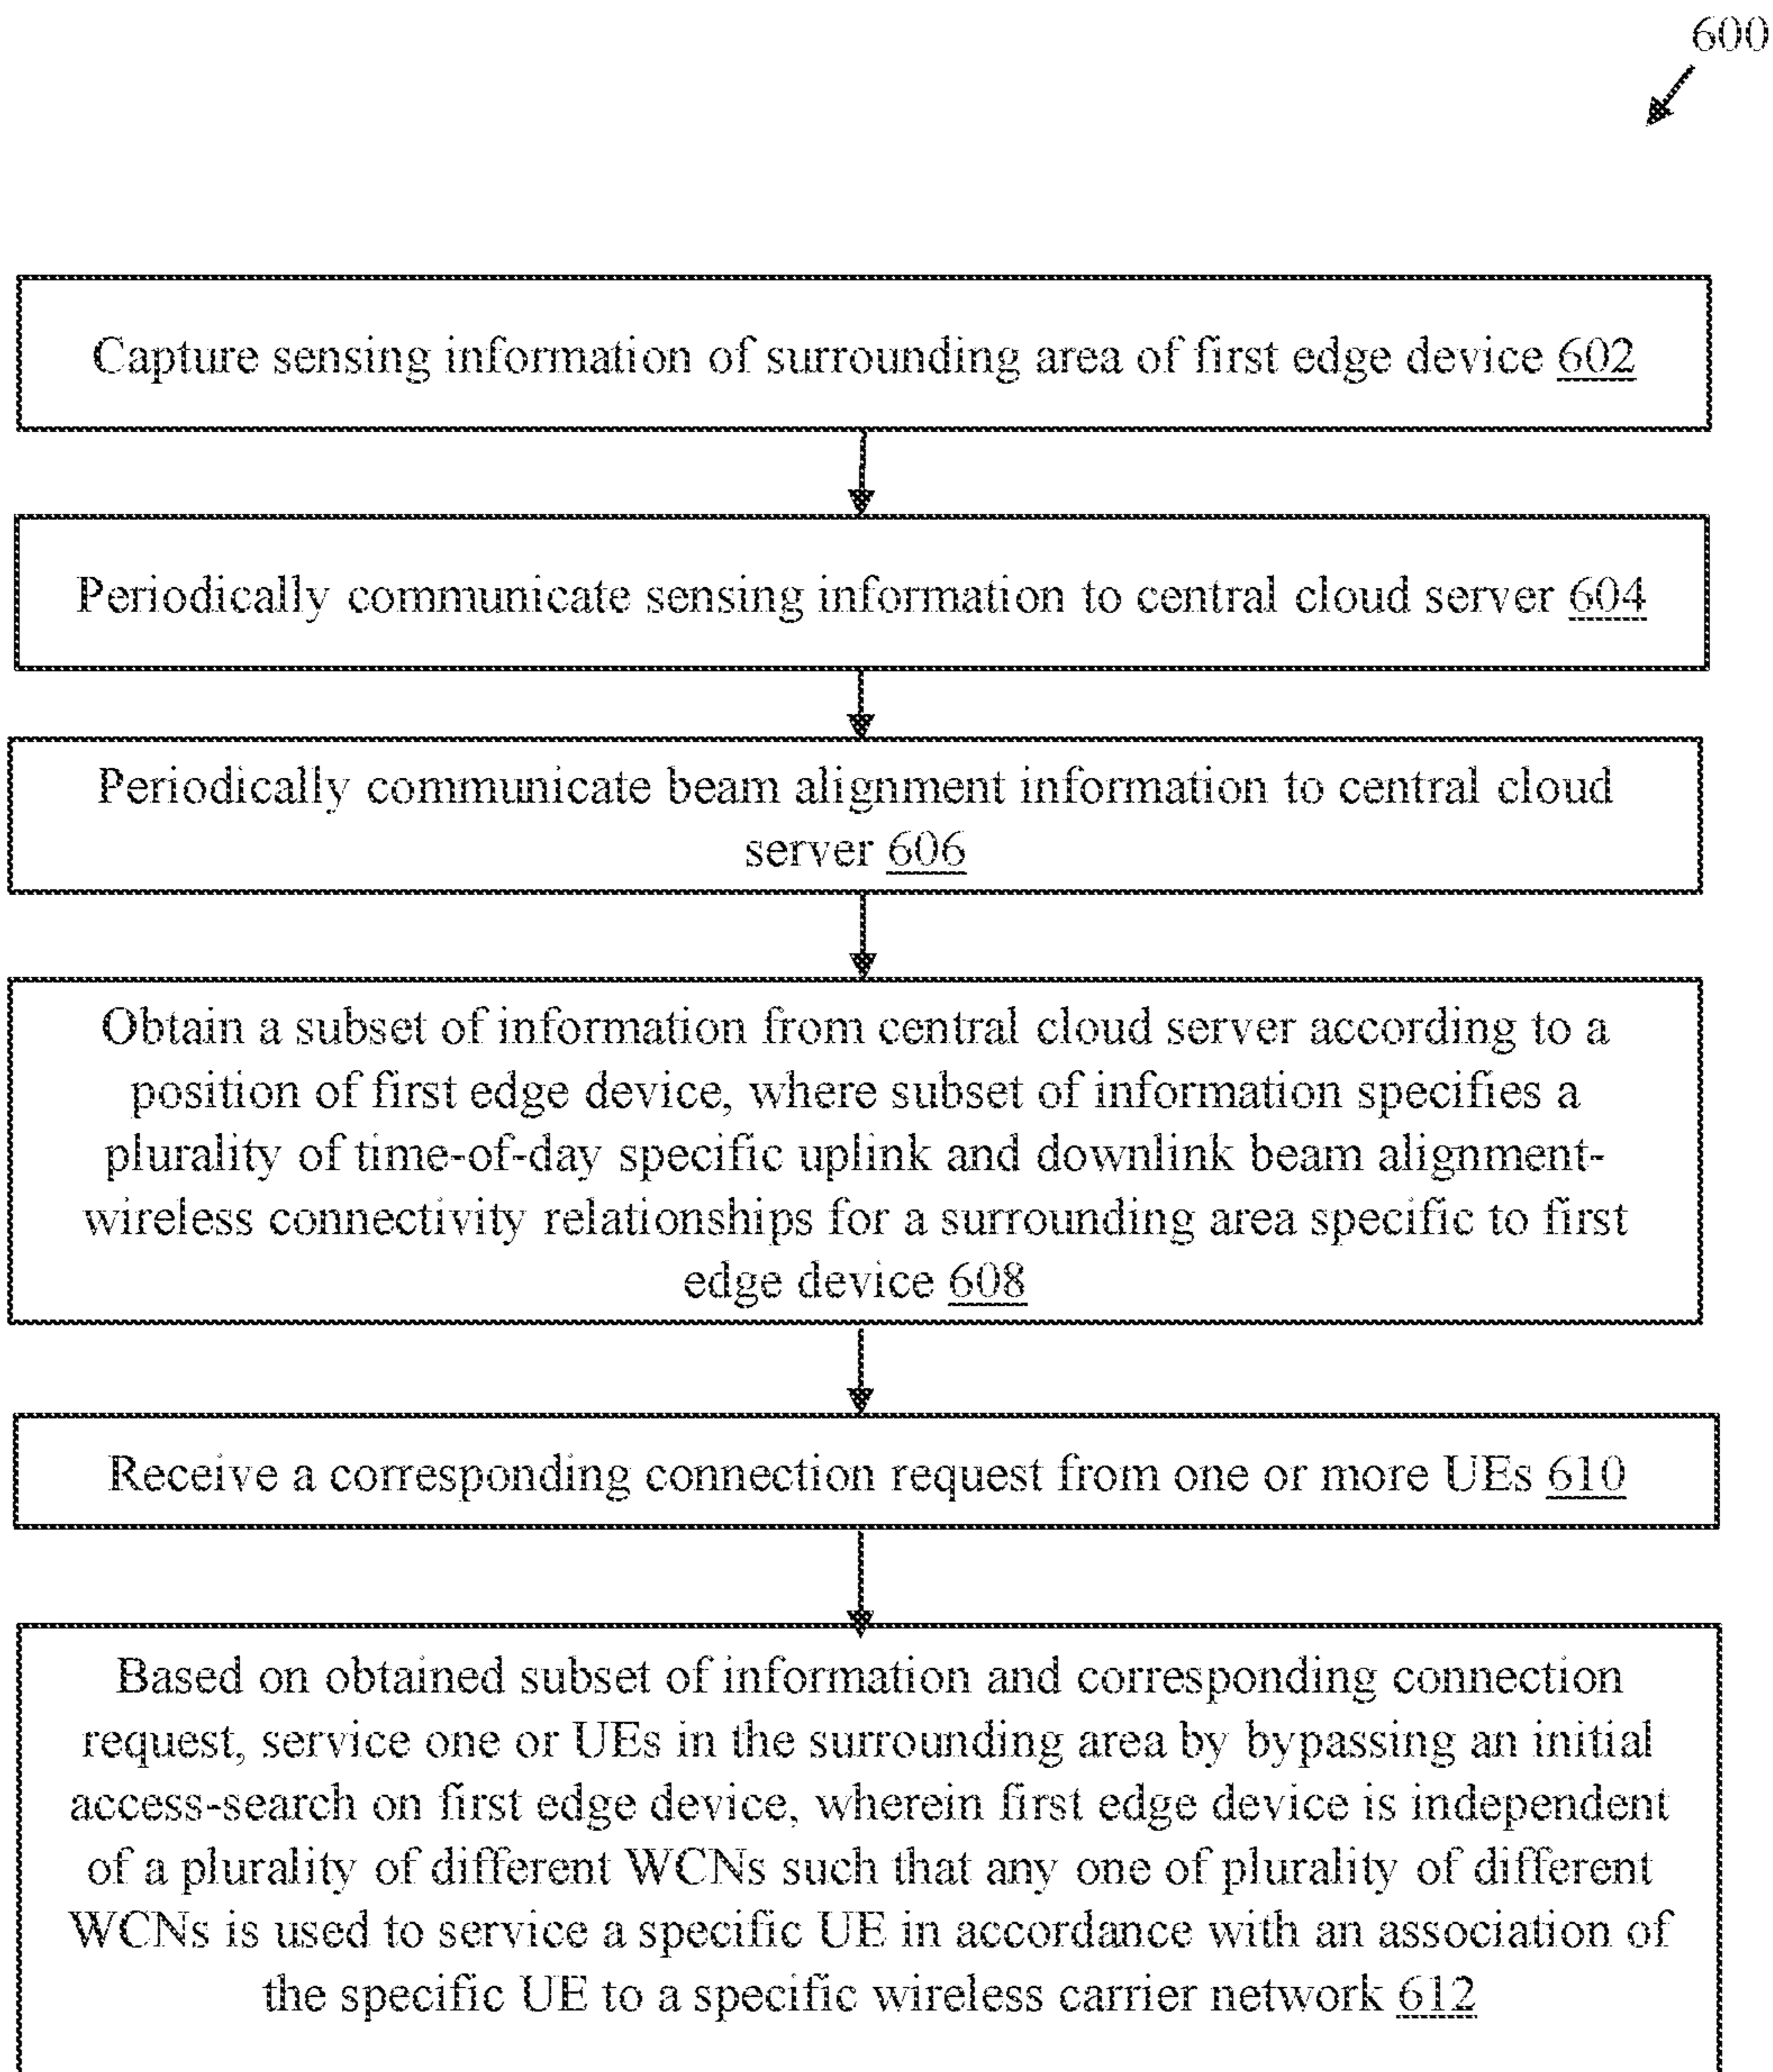 600
Capture sensing information of surrounding area of first edge device 602
Periodically communicate sensing information to central cloud server 604
Periodically communicate beam alignment information to central cloud
server 606
Obtain a subset of information from central cloud server according to a
position of first edge device, where subset of information specifies a
plurality of time-of-day specific uplink and downlink beam alignment-
wireless connectivity relationships for a surrounding area specific to first
edge device 608
Receive a corresponding connection request from one or more UEs 610
Based on obtained subset of information and corresponding connection
request, service one or UEs in the surrounding area by bypassing an initial
access-search on first edge device, wherein first edge device is independent
of a plurality of different WCNs such that any one of plurality of different
WCNs is used to service a specific UE in accordance with an association of
the specific UE to a specific wireless carrier network 612